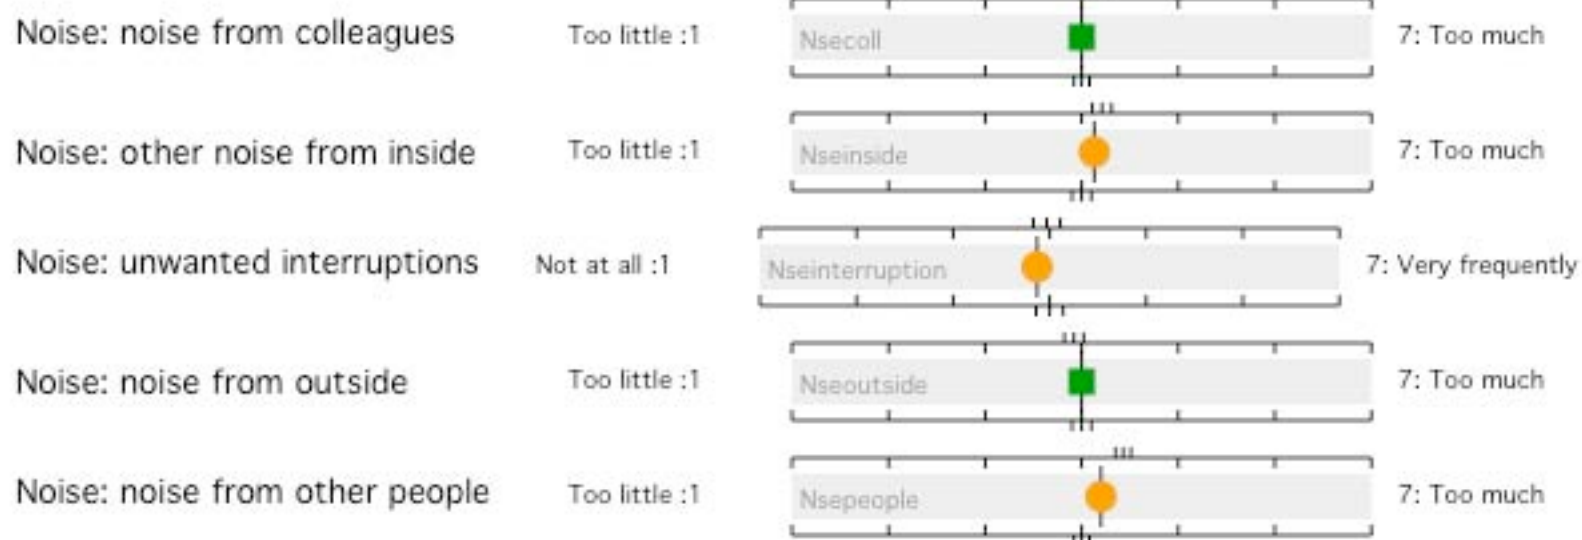 Noise: noise from colleagues Too little :1 Nsecoll 7: Too much
Noise: other noise from inside Too little :1 Nseinside 7: Too much
Noise: unwanted interruptions Not at all :1 Nseinterruption 7: Very frequently
Noise: noise from outside Too little :1 Nseoutside 7: Too much
Noise: noise from other people Too little :1 Nsepeople 7: Too much